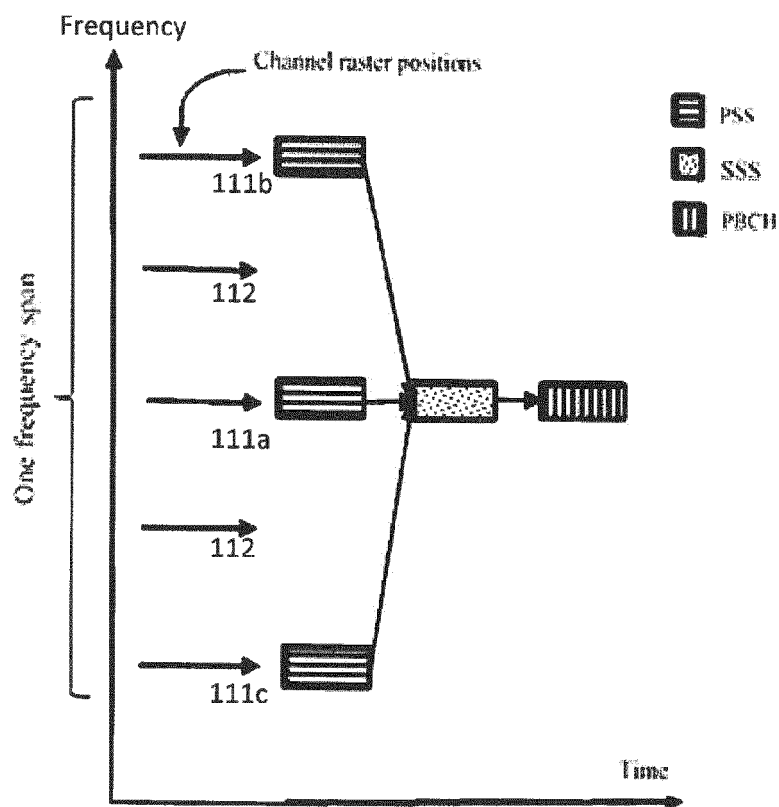 Frequency
Channel raster positions
PSS
SSS
PBCH
111b
112
111a
112
111c
One frequency span
Time